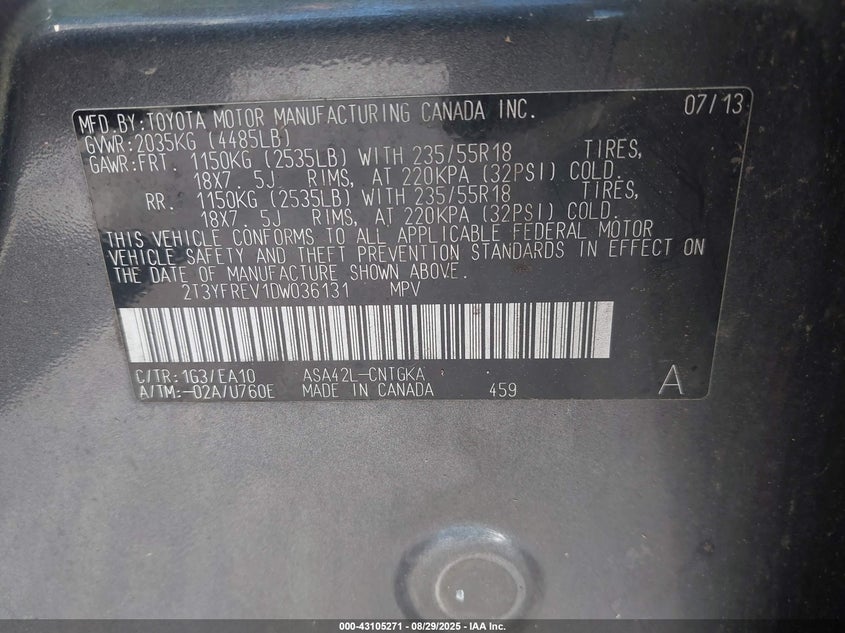 MFD.BY:TOYOTA MOTOR MANUFACTURING CANADA INC. 07/13
GVWR:2035KG (4485LB)
GAWR:FRT. 1150KG (2535LB) WITH 235/55R18 TIRES,
18X7.5J RIMS, AT 220KPA (32PSI) COLD.
RR. 1150KG (2535LB) WITH 235/55R18 TIRES,
18X7.5J RIMS, AT 220KPA (32PSI) COLD.
THIS VEHICLE CONFORMS TO ALL APPLICABLE FEDERAL MOTOR
VEHICLE SAFETY AND THEFT PREVENTION STANDARDS IN EFFECT ON
THE DATE OF MANUFACTURE SHOWN ABOVE.
2T3YFREV1DW036131 MPV
C/TR:1G3/EA10 ASA42L-CNTGKA
A/TM:-02A/U760E MADE IN CANADA 459 A
000-43105271 - 08/29/2025 - IAA Inc.